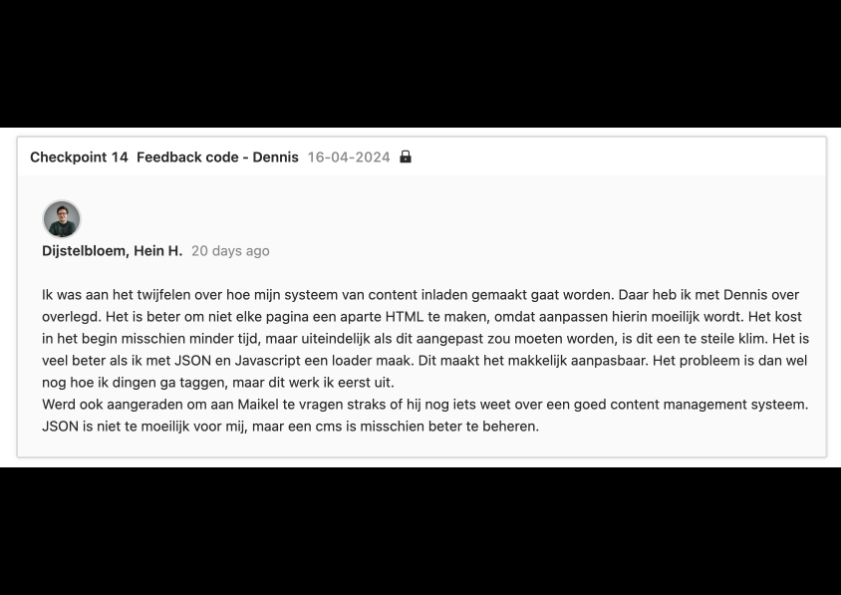 Checkpoint 14 Feedback code - Dennis 16-04-2024
Dijstelbloem, Hein H. 20 days ago
Ik was aan het twijfelen over hoe mijn systeem van content inladen gemaakt gaat worden. Daar heb ik met Dennis over
overlegd. Het is beter om niet elke pagina een aparte HTML te maken, omdat aanpassen hierin moeilijk wordt. Het kost
in het begin misschien minder tijd, maar uiteindelijk als dit aangepast zou moeten worden, is dit een te steile klim. Het is
veel beter als ik met JSON en Javascript een loader maak. Dit maakt het makkelijk aanpasbaar. Het probleem is dan wel
nog hoe ik dingen ga taggen, maar dit werk ik eerst uit.
Werd ook aangeraden om aan Maikel te vragen straks of hij nog iets weet over een goed content management systeem.
JSON is niet te moeilijk voor mij, maar een cms is misschien beter te beheren.